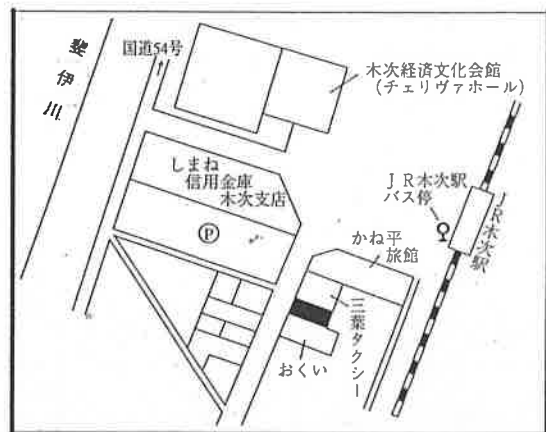 斐伊川
国道54号
↑
木次経済文化会館
(チェリヴァホール)
しまね
信用金庫
木次支店
Ⓟ
JR木次駅
バス停
JR木次駅
かね平
旅館
三葉タクシー
おくい